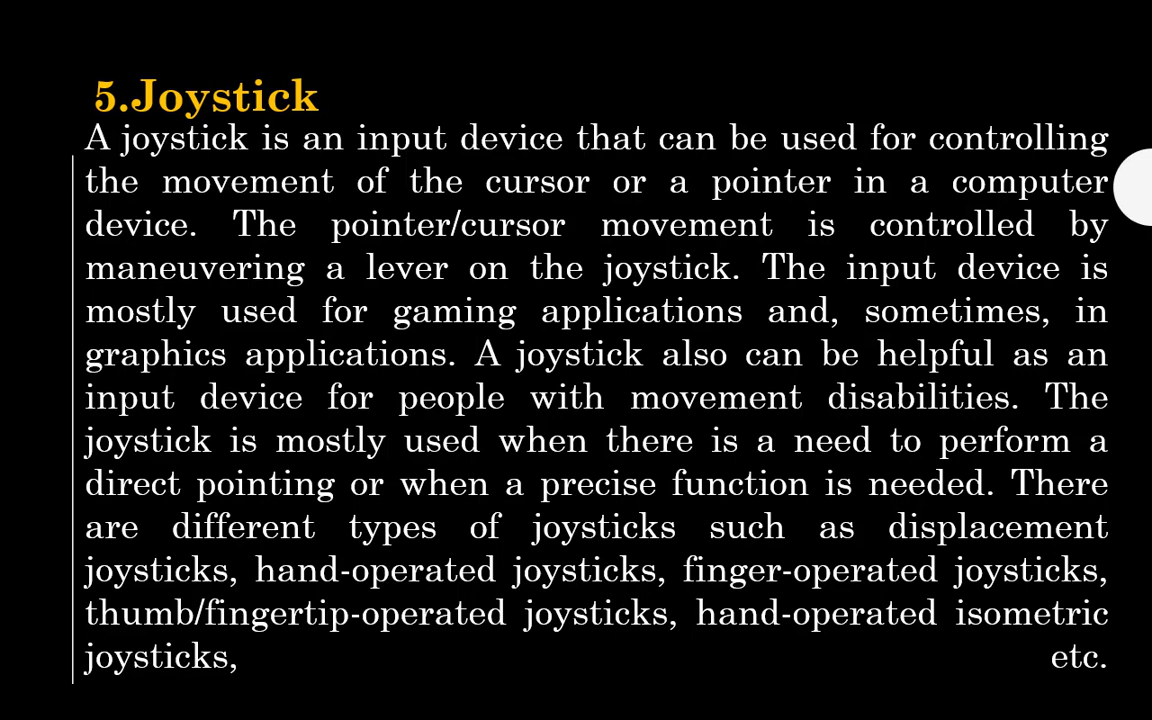 5.Joystick
A joystick is an input device that can be used for controlling
the movement of the cursor or a pointer in a computer
device. The pointer/cursor movement is controlled by
maneuvering a lever on the joystick. The input device is
mostly used for gaming applications and, sometimes, in
graphics applications. A joystick also can be helpful as an
input device for people with movement disabilities. The
joystick is mostly used when there is a need to perform a
direct pointing or when a precise function is needed. There
are different types of joysticks such as displacement
joysticks, hand-operated joysticks, finger-operated joysticks,
thumb/fingertip-operated joysticks, hand-operated isometric
joysticks, etc.